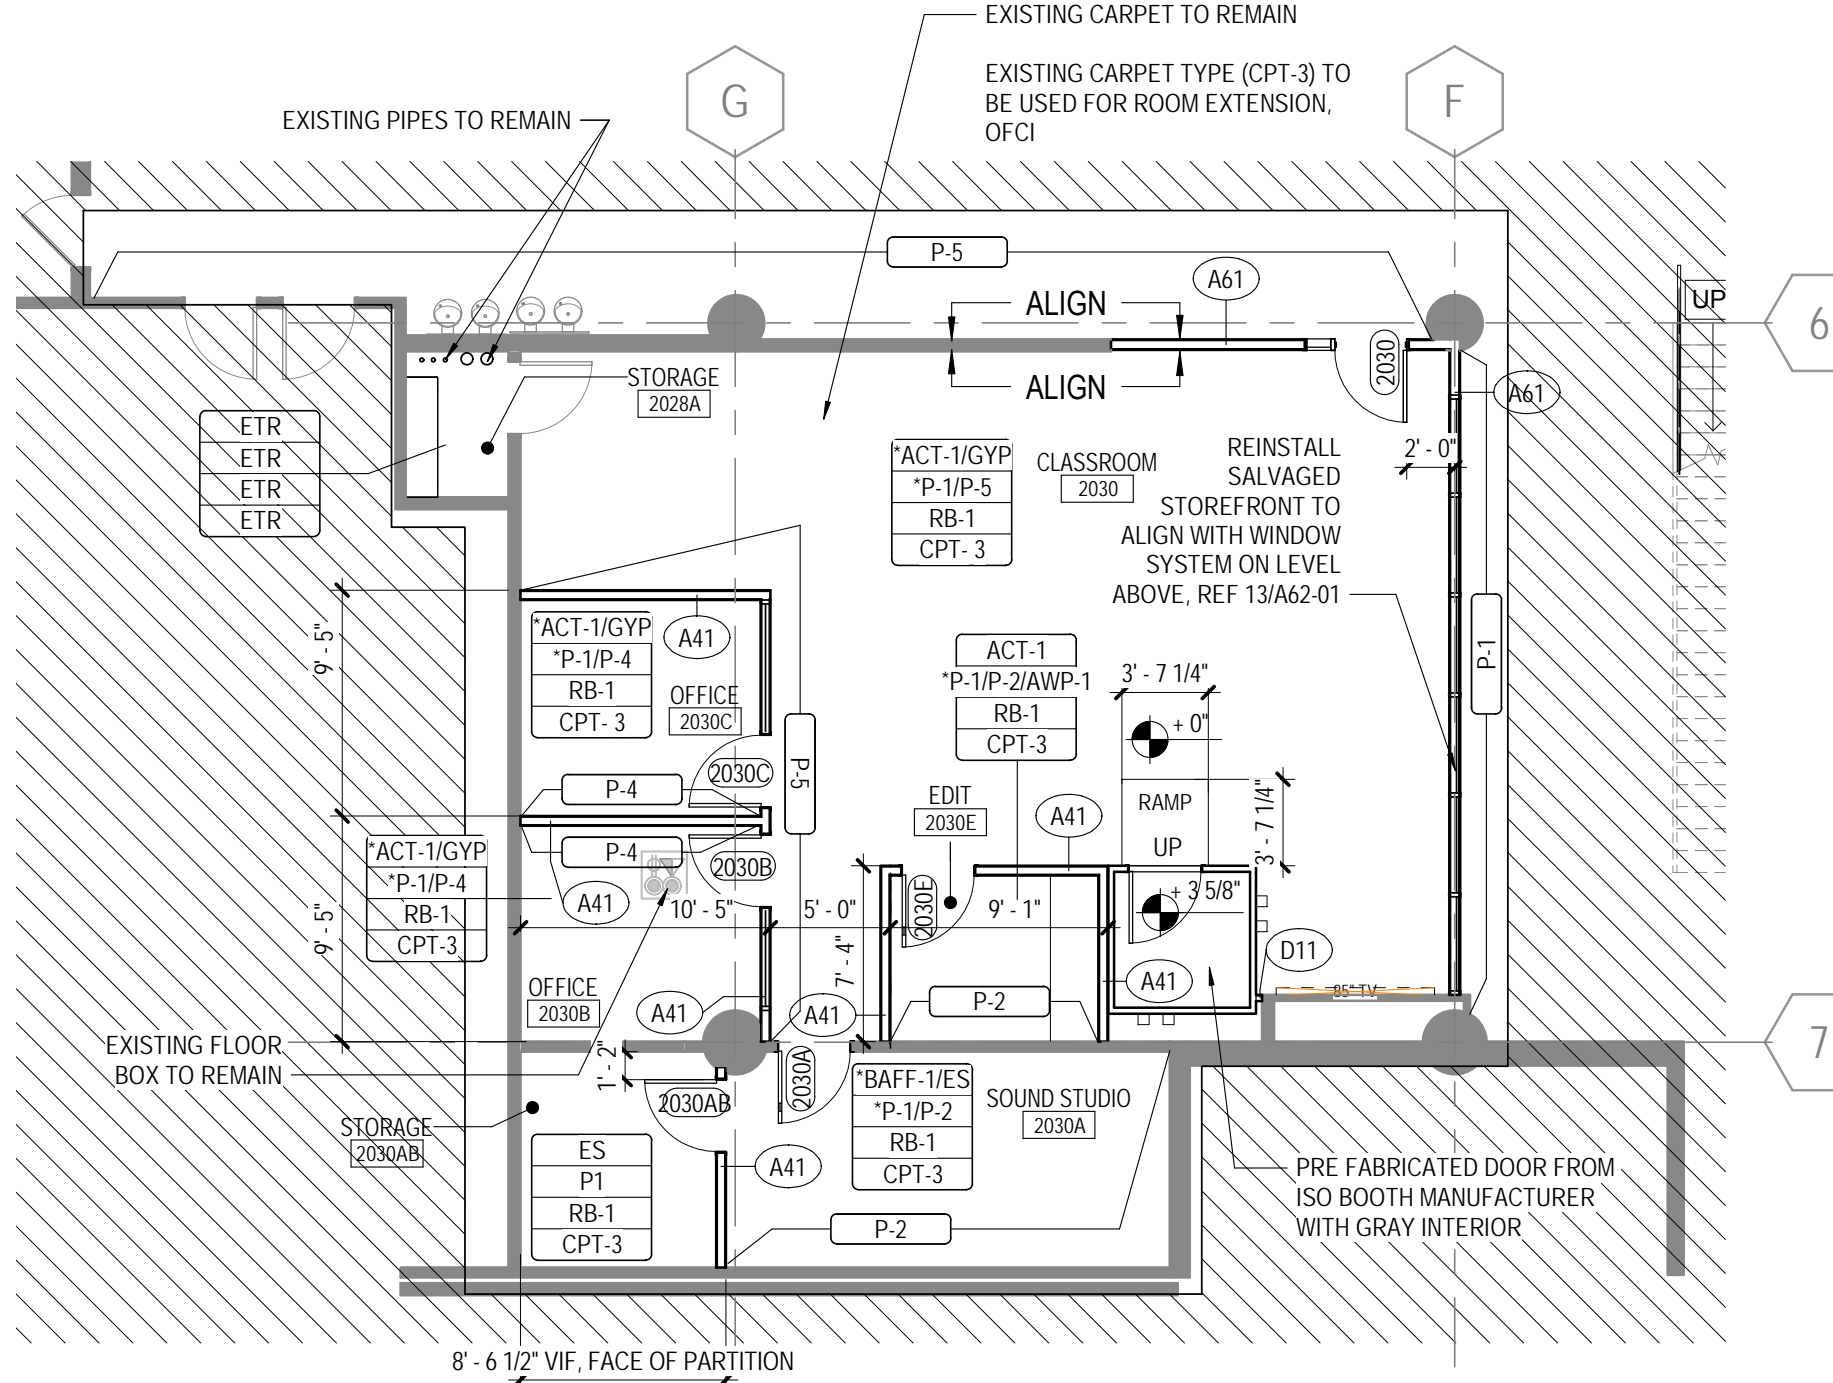 EXISTING CARPET TO REMAIN
EXISTING CARPET TYPE (CPT-3) TO
BE USED FOR ROOM EXTENSION,
OFCI
G
F
EXISTING PIPES TO REMAIN
P-5
A61
ALIGN
UP
6
2030
STORAGE
2028A
ALIGN
A61
ETR
ETR
ETR
ETR
*ACT-1/GYP
*P-1/P-5
RB-1
CPT- 3
CLASSROOM
2030
REINSTALL
SALVAGED
STOREFRONT TO
ALIGN WITH WINDOW
SYSTEM ON LEVEL
ABOVE, REF 13/A62-01
2' - 0"
P-1
9' - 5"
*ACT-1/GYP
*P-1/P-4
RB-1
CPT- 3
A41
OFFICE
2030C
ACT-1
*P-1/P-2/AWP-1
RB-1
CPT-3
3' - 7 1/4"
+ 0"
2030C
P-5
P-4
EDIT
2030E
A41
RAMP
UP
3' - 7 1/4"
*ACT-1/GYP
*P-1/P-4
RB-1
CPT-3
P-4
2030B
A41
10' - 5"
5' - 0"
2030E
9' - 1"
+ 3 5/8"
9' - 5"
7' - 4"
D11
OFFICE
2030B
A41
A41
P-2
A41
85" TV
EXISTING FLOOR
BOX TO REMAIN
1' - 2"
2030AB
2030A
7
*BAFF-1/ES
*P-1/P-2
RB-1
CPT-3
SOUND STUDIO
2030A
STORAGE
2030AB
ES
P1
RB-1
CPT-3
A41
P-2
PRE FABRICATED DOOR FROM
ISO BOOTH MANUFACTURER
WITH GRAY INTERIOR
8' - 6 1/2" VIF, FACE OF PARTITION